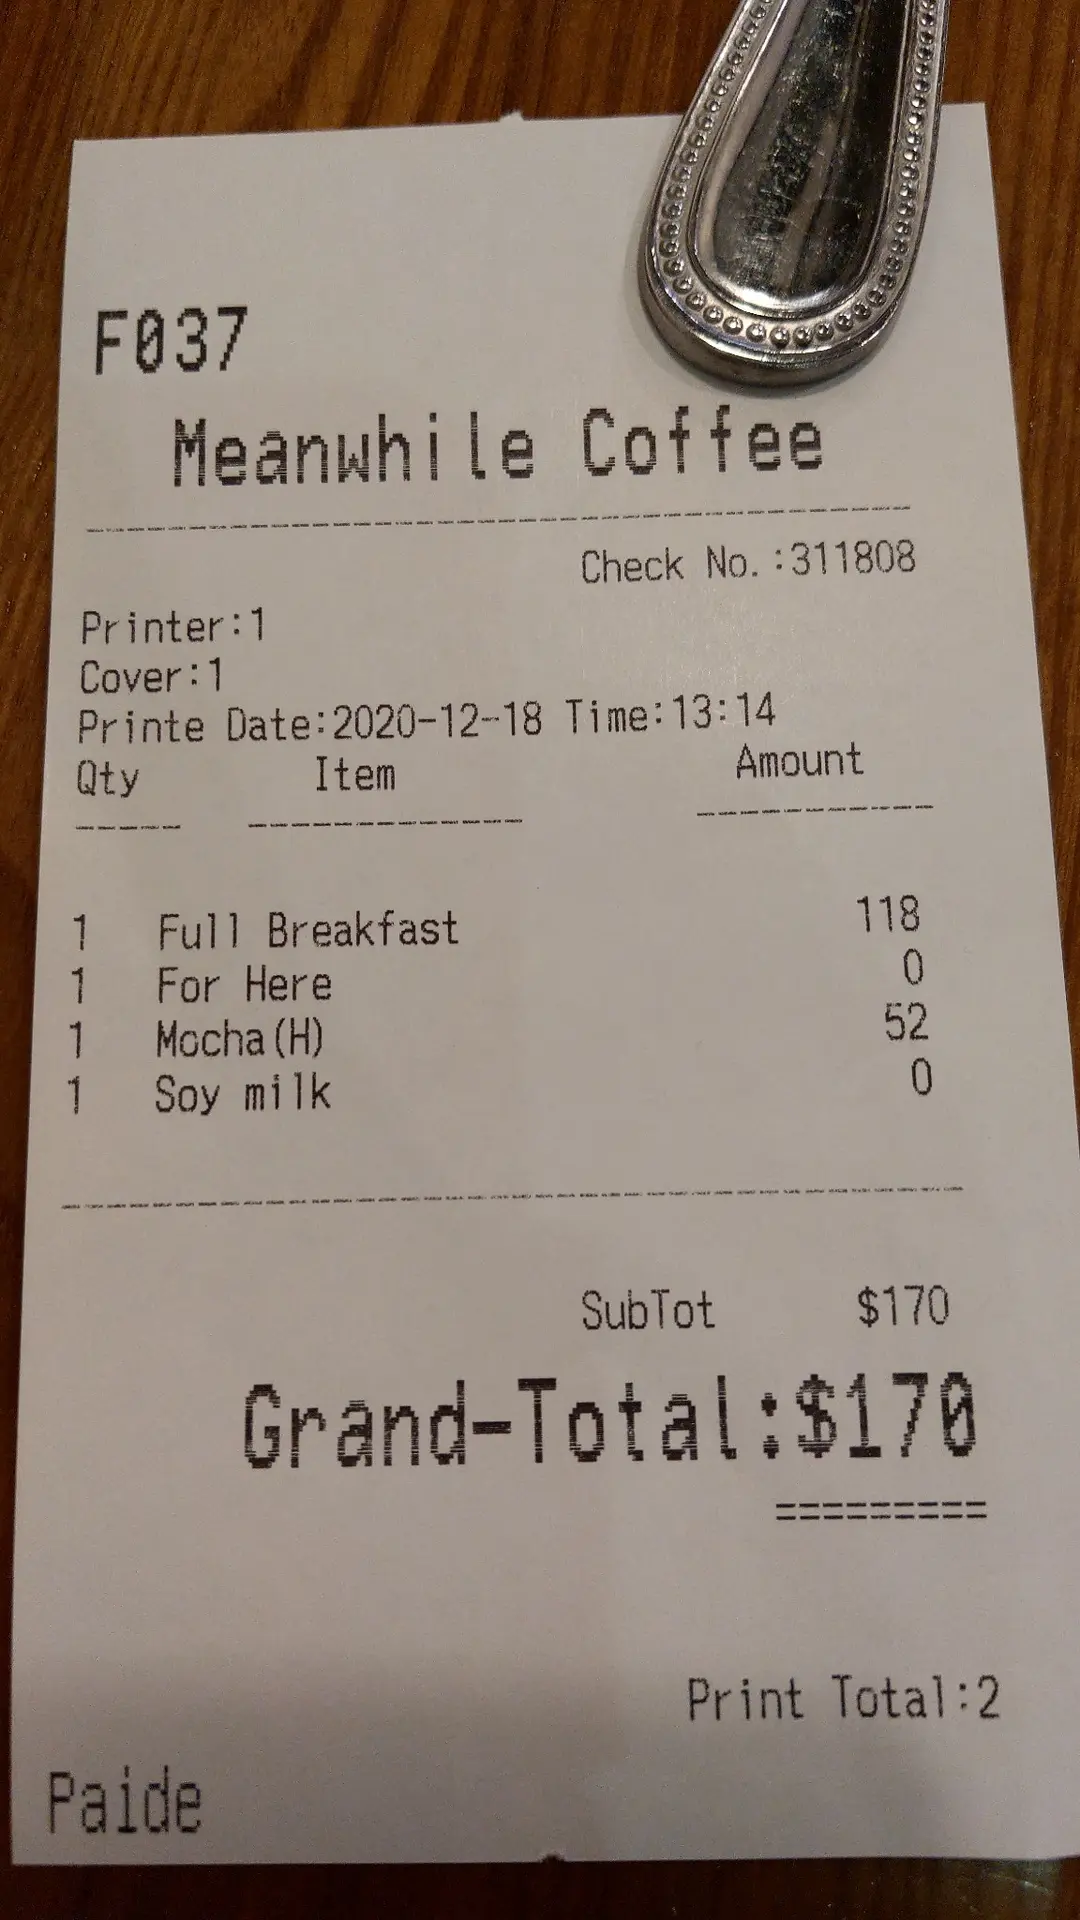 F037
Meanwhile Coffee
Check No.:311808
Printer:1
Cover:1
Printe Date:2020-12-18 Time:13:14
Qty Item Amount
1 Full Breakfast 118
1 For Here 0
1 Mocha(H) 52
1 Soy milk 0
SubTot $170
Grand-Total:$170
=========
Print Total:2
Paide